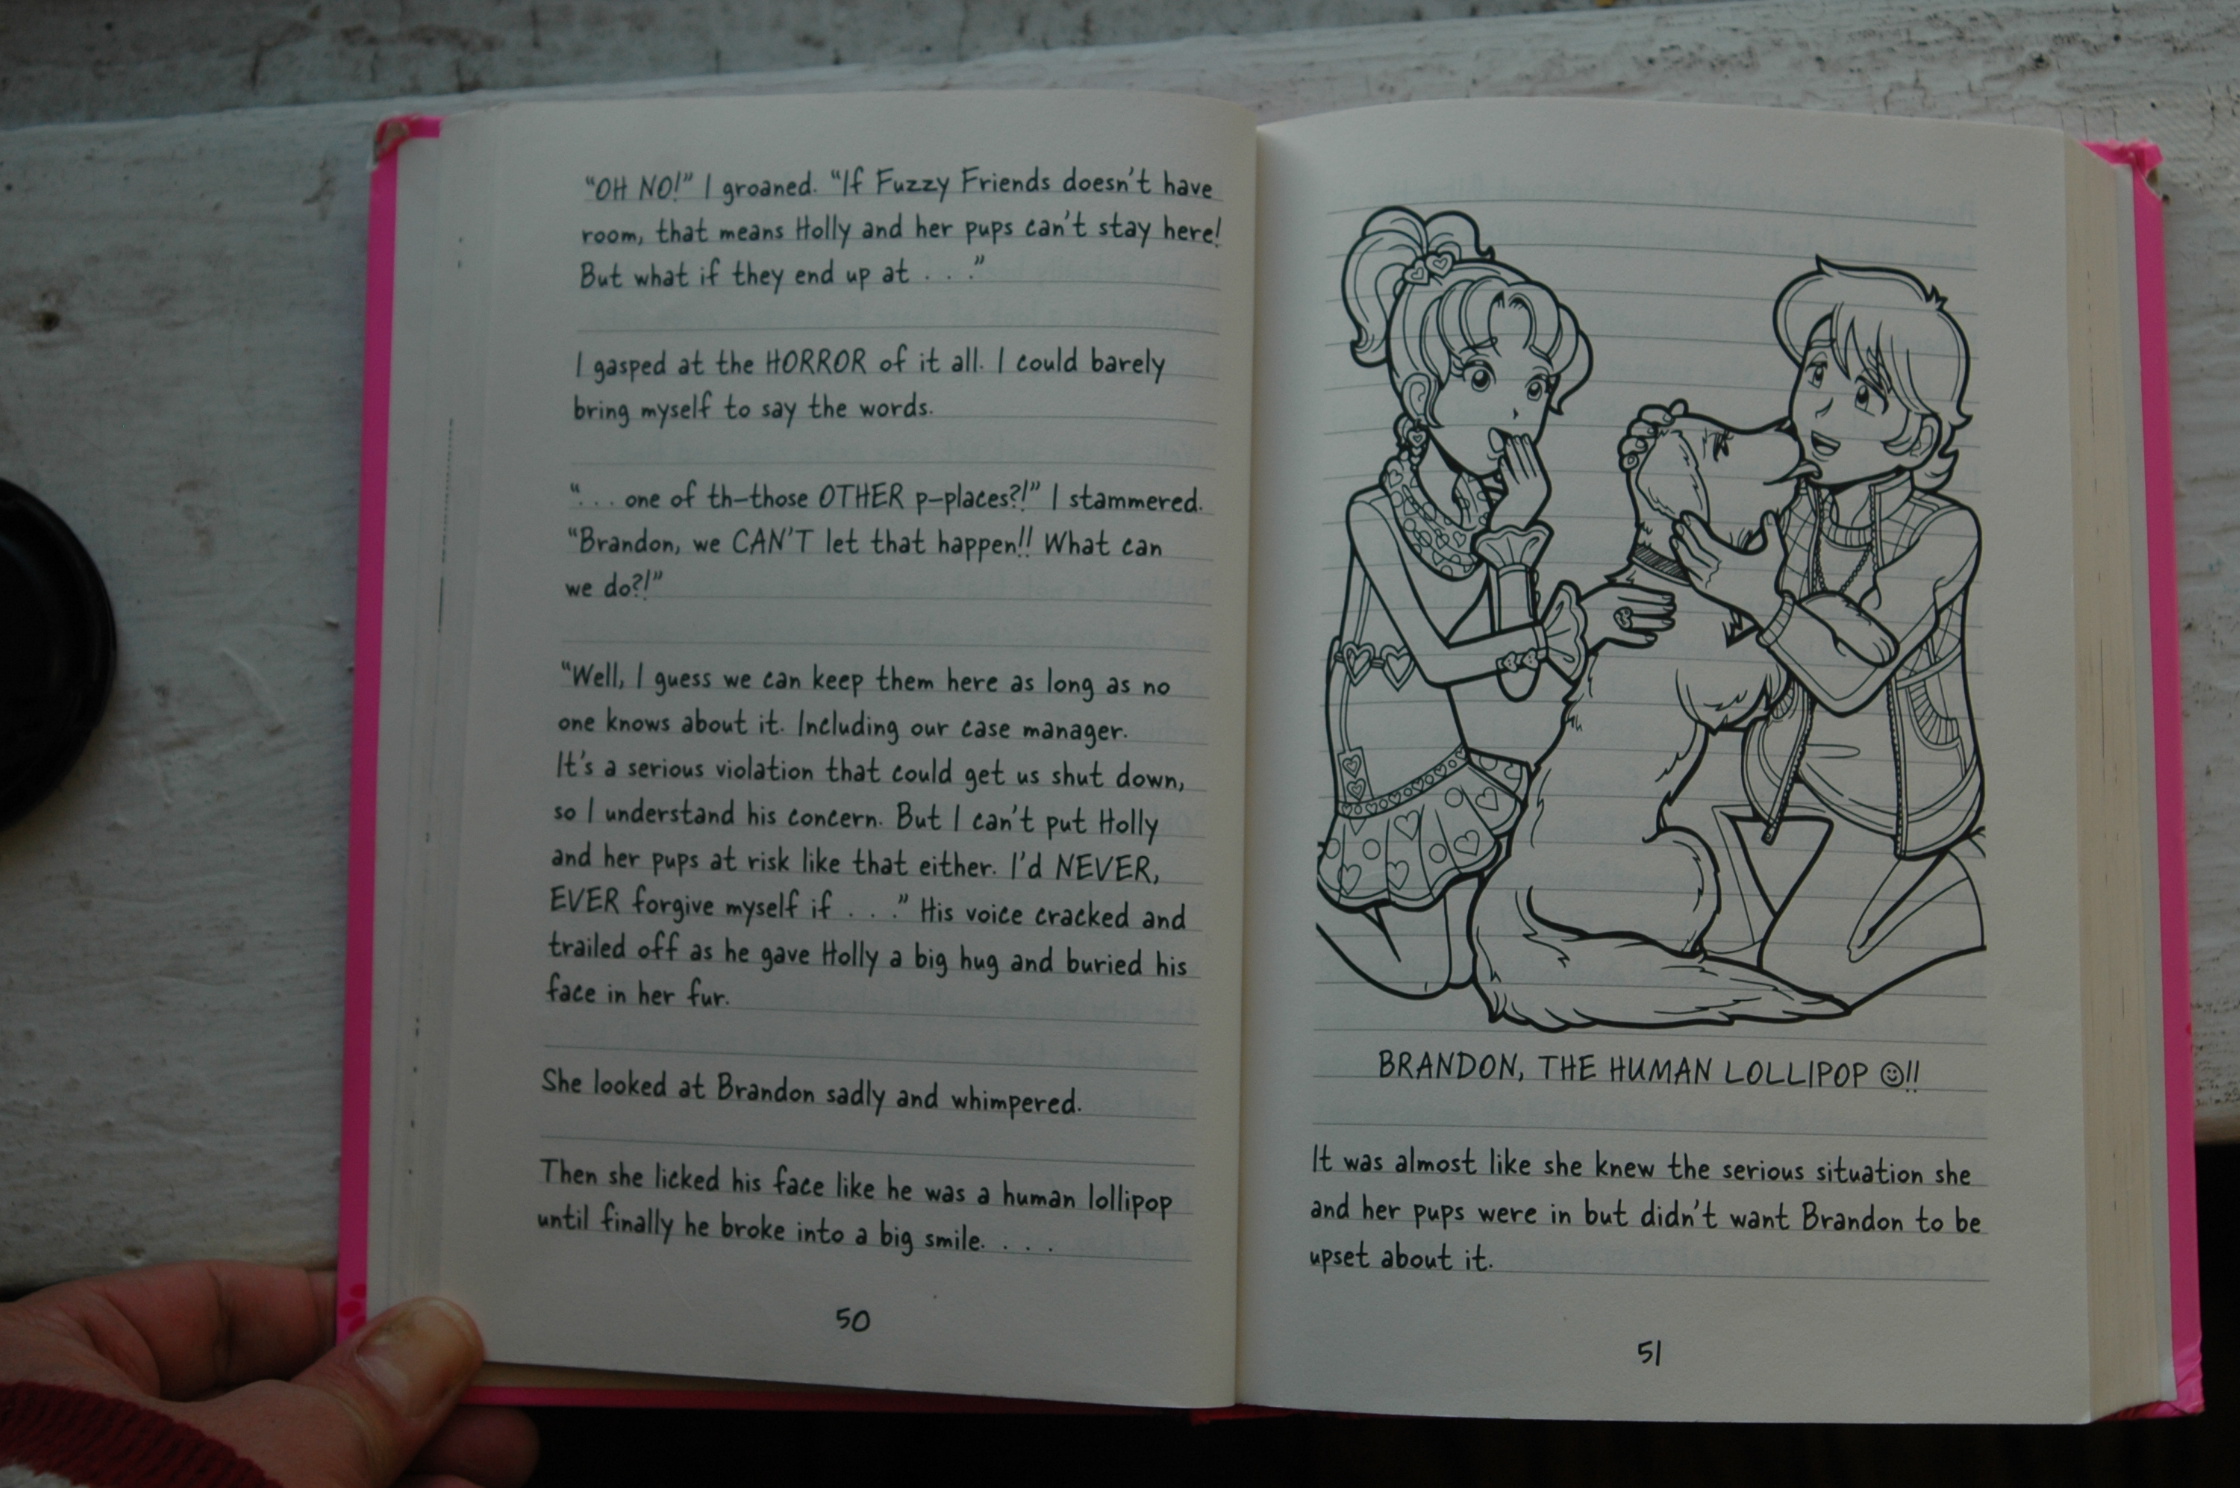 "OH NO!" I groaned. "If Fuzzy Friends doesn't have
room, that means Holly and her pups can't stay here!
But what if they end up at . . ."
I gasped at the HORROR of it all. I could barely
bring myself to say the words.
". . . one of th-those OTHER p-places?!" I stammered.
"Brandon, we CAN'T let that happen!! What can
we do?!"
"Well, I guess we can keep them here as long as no
one knows about it. Including our case manager.
It's a serious violation that could get us shut down,
so I understand his concern. But I can't put Holly
and her pups at risk like that either. I'd NEVER,
EVER forgive myself if . . ." His voice cracked and
trailed off as he gave Holly a big hug and buried his
face in her fur.
She looked at Brandon sadly and whimpered.
Then she licked his face like he was a human lollipop
until finally he broke into a big smile. . . .
50
BRANDON, THE HUMAN LOLLIPOP ☺!!
It was almost like she knew the serious situation she
and her pups were in but didn't want Brandon to be
upset about it.
51